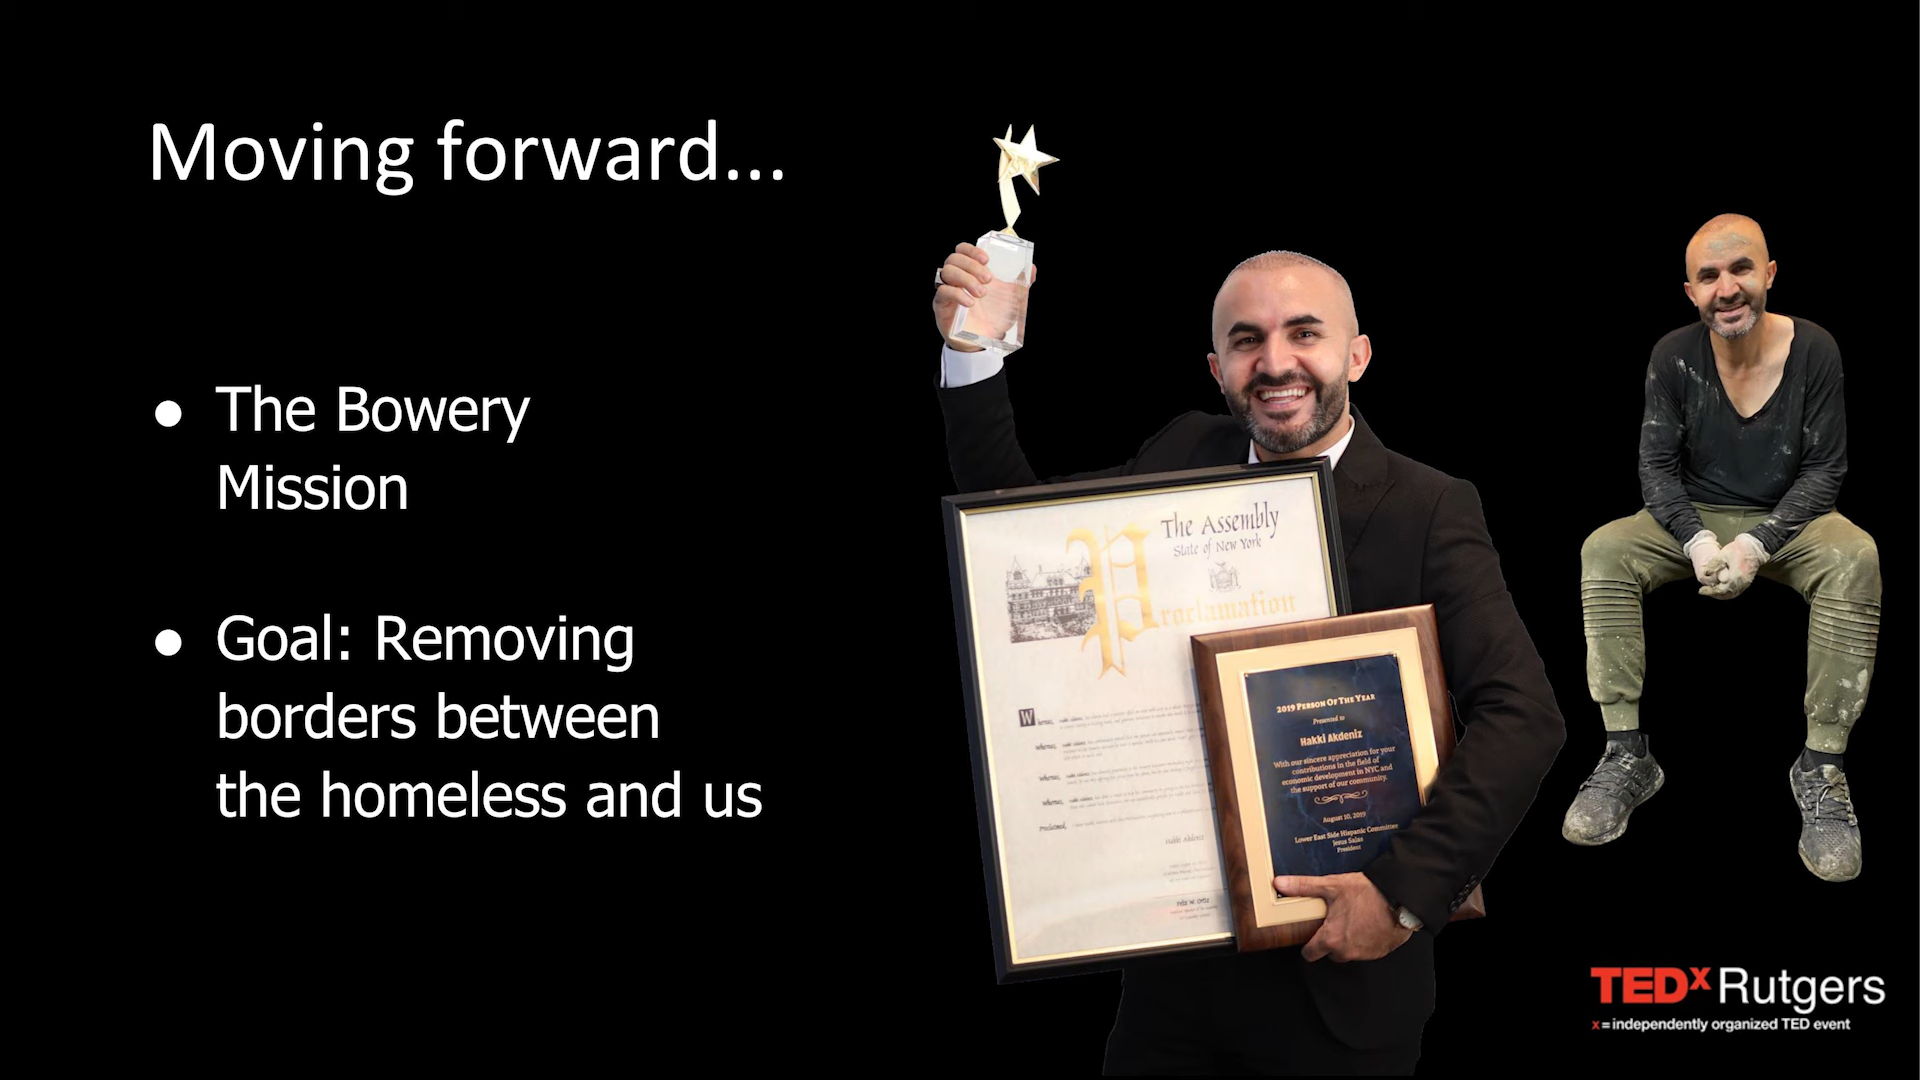 Moving forward...
● The Bowery
Mission
● Goal: Removing
borders between
the homeless and us
The Assembly
State of New York
Proclamation
2019 Person Of The Year
Presented to
Hakki Akdeniz
With our sincere appreciation for your
contributions in the field of
economic development in NYC and
the support of our community.
August 10, 2019
Lower East Side Hispanic Committee
Jesus Salas
President
TEDx Rutgers
x = independently organized TED event